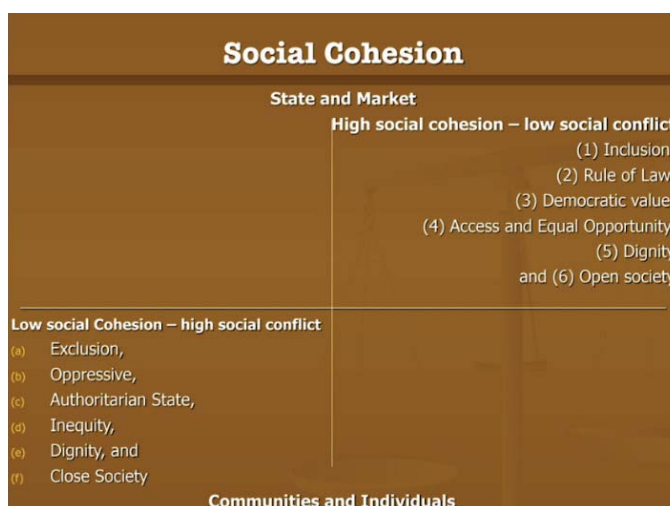 Social Cohesion
State and Market
High social cohesion – low social conflict
(1) Inclusion
(2) Rule of Law
(3) Democratic value
(4) Access and Equal Opportunity
(5) Dignity
and (6) Open society
Low social Cohesion – high social conflict
(a) Exclusion,
(b) Oppressive,
(c) Authoritarian State,
(d) Inequity,
(e) Dignity, and
(f) Close Society
Communities and Individuals